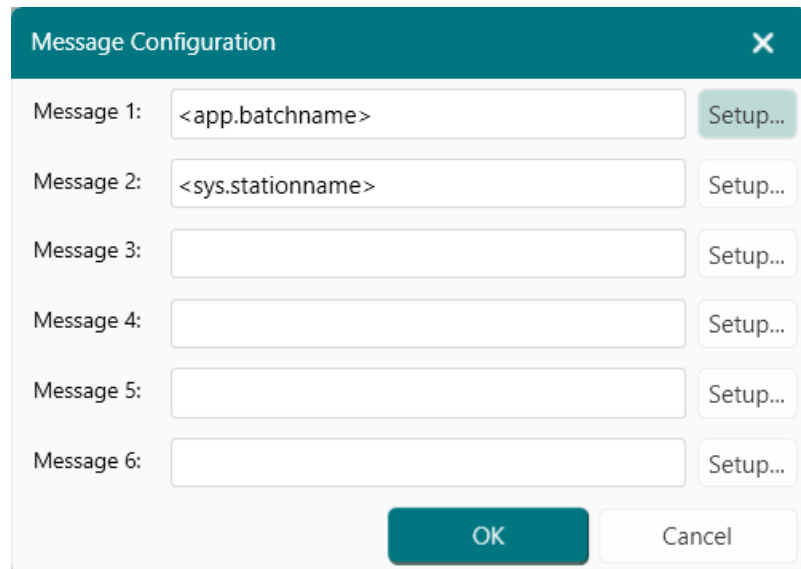 Message Configuration
Message 1: <app.batchname> Setup...
Message 2: <sys.stationname> Setup...
Message 3: Setup...
Message 4: Setup...
Message 5: Setup...
Message 6: Setup...
OK Cancel